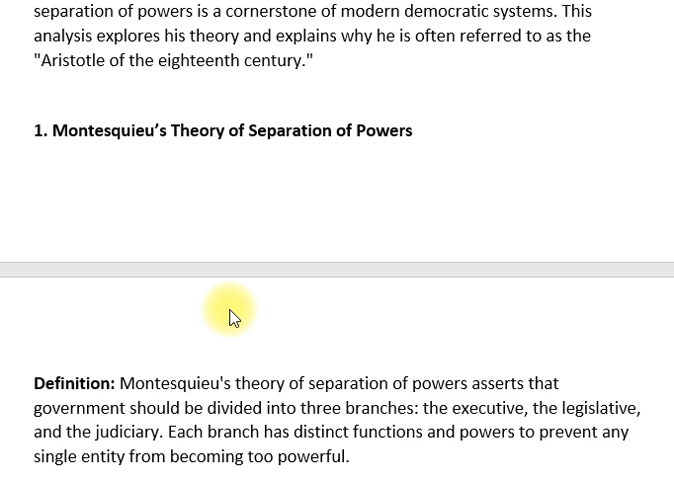 separation of powers is a cornerstone of modern democratic systems. This
analysis explores his theory and explains why he is often referred to as the
"Aristotle of the eighteenth century."
1. Montesquieu’s Theory of Separation of Powers
Definition: Montesquieu's theory of separation of powers asserts that
government should be divided into three branches: the executive, the legislative,
and the judiciary. Each branch has distinct functions and powers to prevent any
single entity from becoming too powerful.